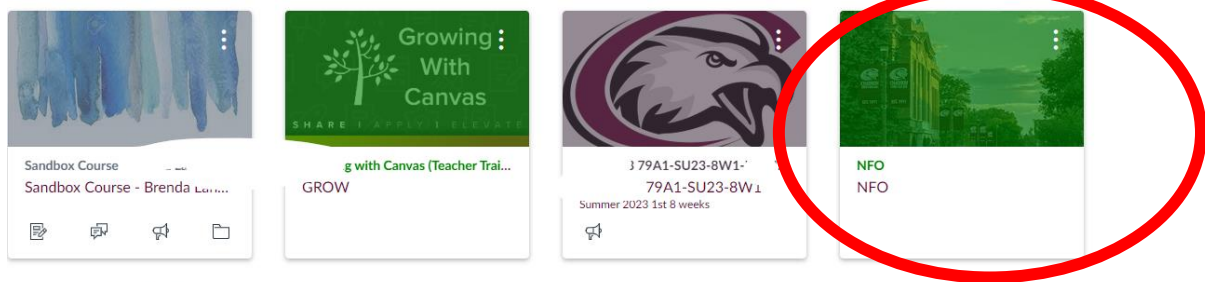 Growing
With
Canvas
SHARE | APPLY | ELEVATE
Sandbox Course
Sandbox Course - Brenda
g with Canvas (Teacher Trai...
GROW
79A1-SU23-8W1-
79A1-SU23-8W1
Summer 2023 1st 8 weeks
NFO
NFO